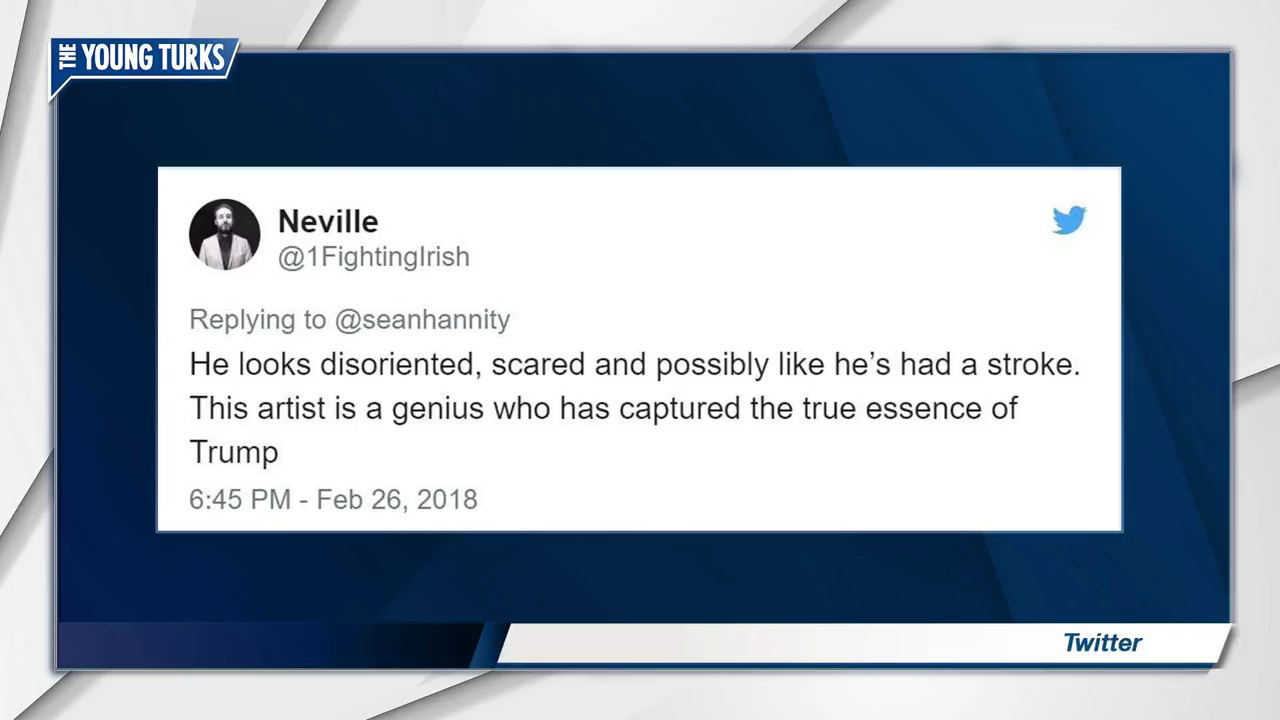 THE YOUNG TURKS
Neville
@1FightingIrish
Replying to @seanhannity
He looks disoriented, scared and possibly like he’s had a stroke.
This artist is a genius who has captured the true essence of
Trump
6:45 PM - Feb 26, 2018
Twitter